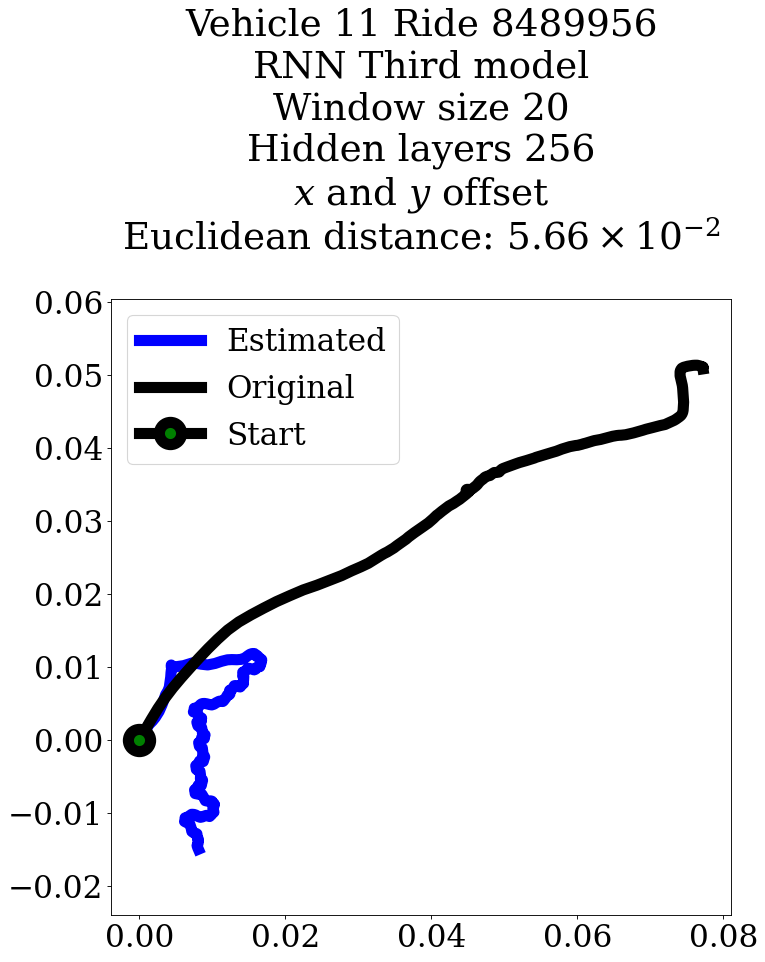 Vehicle 11 Ride 8489956
RNN Third model
Window size 20
Hidden layers 256
x and y offset
Euclidean distance: 5.66 × 10⁻²
0.06
0.05
0.04
0.03
0.02
0.01
0.00
−0.01
−0.02
Estimated
Original
Start
0.00 0.02 0.04 0.06 0.08